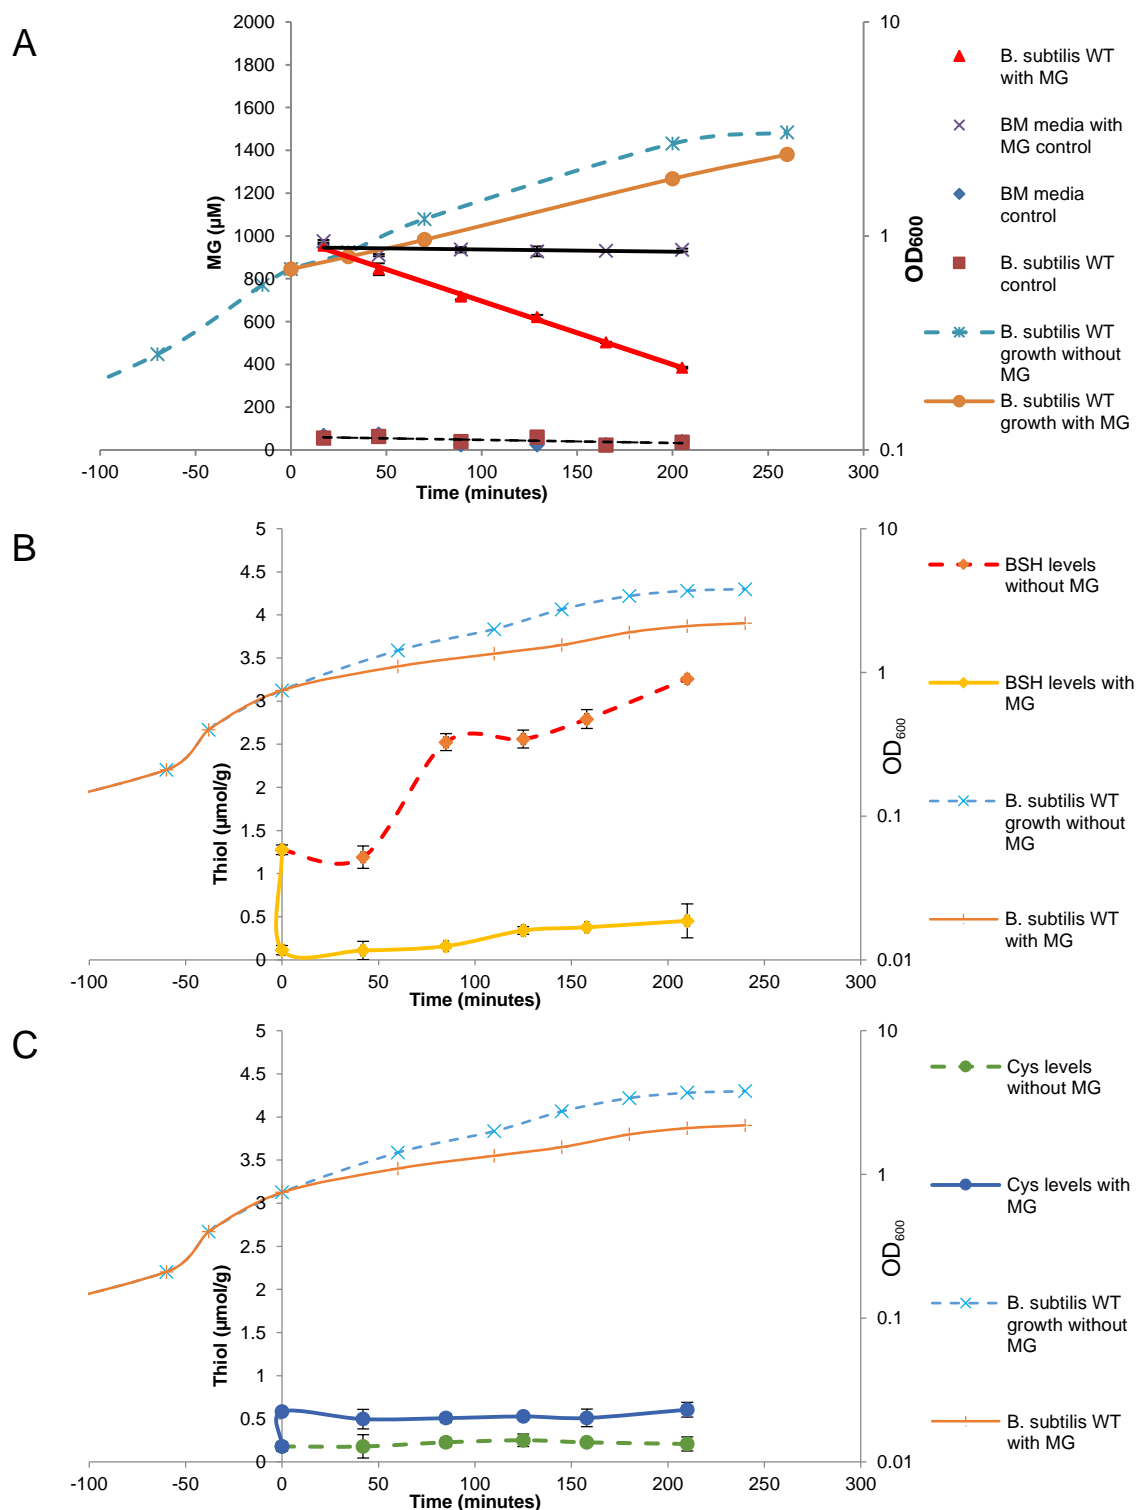 A
2000
1800
1600
1400
1200
1000
800
600
400
200
0
MG (µM)
10
1
0.1
OD600
-100
-50
0
50
100
150
200
250
300
Time (minutes)
B. subtilis WT
with MG
BM media with
MG control
BM media
control
B. subtilis WT
control
B. subtilis WT
growth without
MG
B. subtilis WT
growth with MG
B
5
4.5
4
3.5
3
2.5
2
1.5
1
0.5
0
Thiol (µmol/g)
10
1
0.1
0.01
OD600
-100
-50
0
50
100
150
200
250
300
Time (minutes)
BSH levels
without MG
BSH levels with
MG
B. subtilis WT
growth without
MG
B. subtilis WT
with MG
C
5
4.5
4
3.5
3
2.5
2
1.5
1
0.5
0
Thiol (µmol/g)
10
1
0.1
0.01
OD600
-100
-50
0
50
100
150
200
250
300
Time (minutes)
Cys levels
without MG
Cys levels with
MG
B. subtilis WT
growth without
MG
B. subtilis WT
with MG